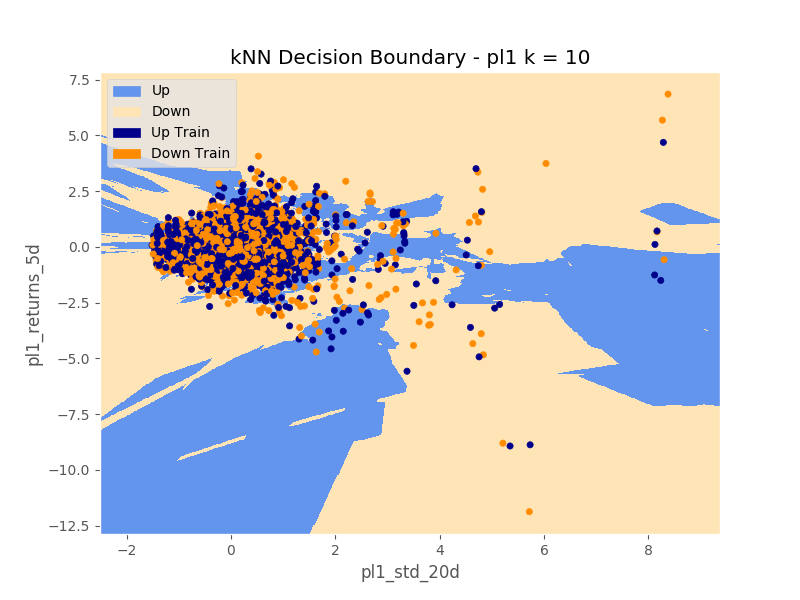 kNN Decision Boundary - pl1 k = 10
Up
Down
Up Train
Down Train
7.5
5.0
2.5
0.0
−2.5
−5.0
−7.5
−10.0
−12.5
pl1_returns_5d
−2
0
2
4
6
8
pl1_std_20d